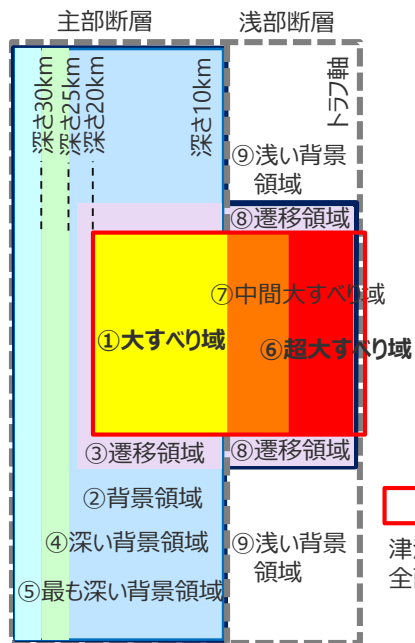 主部断層
浅部断層
深さ30km
深さ25km
深さ20km
深さ10km
トラフ軸
⑨浅い背景
領域
⑧遷移領域
⑦中間大すべり域
①大すべり域
⑥超大すべり域
③遷移領域
⑧遷移領域
②背景領域
④深い背景領域
⑨浅い背景
領域
⑤最も深い背景領域
全